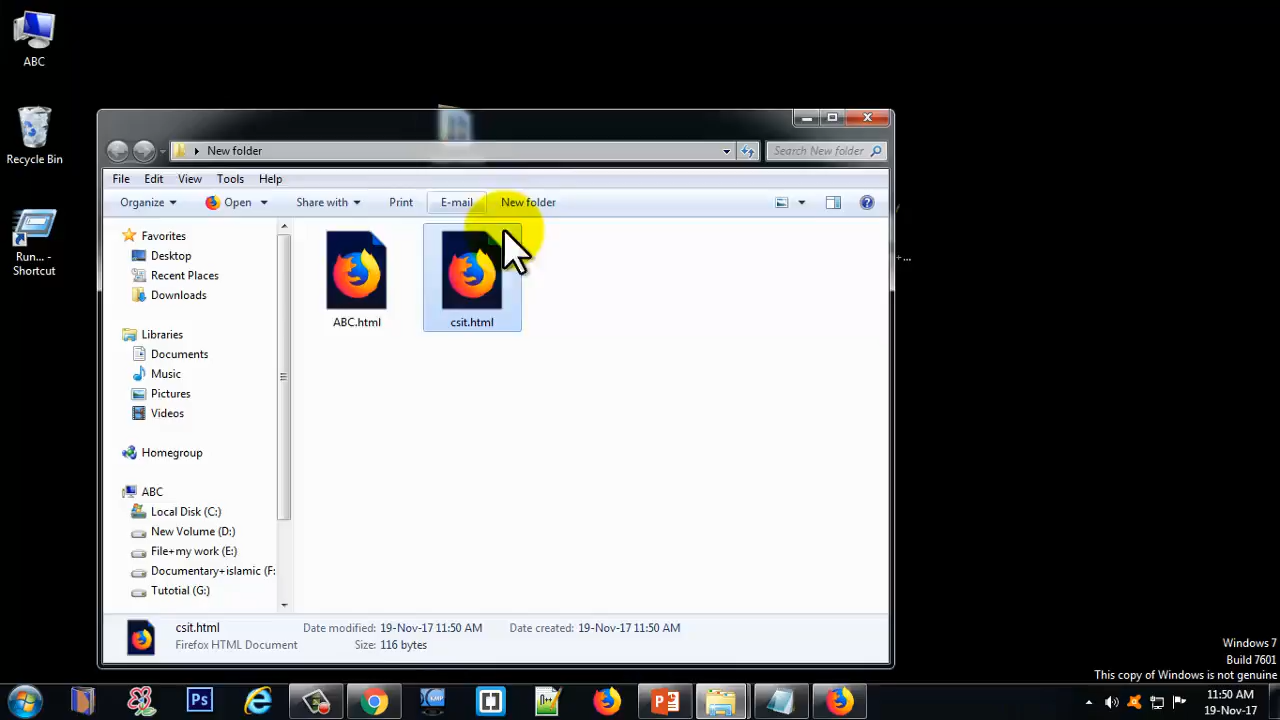 ABC
Recycle Bin
Run... -
Shortcut
New folder
Search New folder
File Edit View Tools Help
Organize Open Share with Print E-mail New folder
Favorites
Desktop
Recent Places
Downloads
Libraries
Documents
Music
Pictures
Videos
Homegroup
ABC
Local Disk (C:)
New Volume (D:)
File+my work (E:)
Documentary+islamic (F:
Tutotial (G:)
ABC.html
csit.html
+...
csit.html Date modified: 19-Nov-17 11:50 AM Date created: 19-Nov-17 11:50 AM
Firefox HTML Document Size: 116 bytes
Windows 7
Build 7601
This copy of Windows is not genuine
Ps
11:50 AM
19-Nov-17